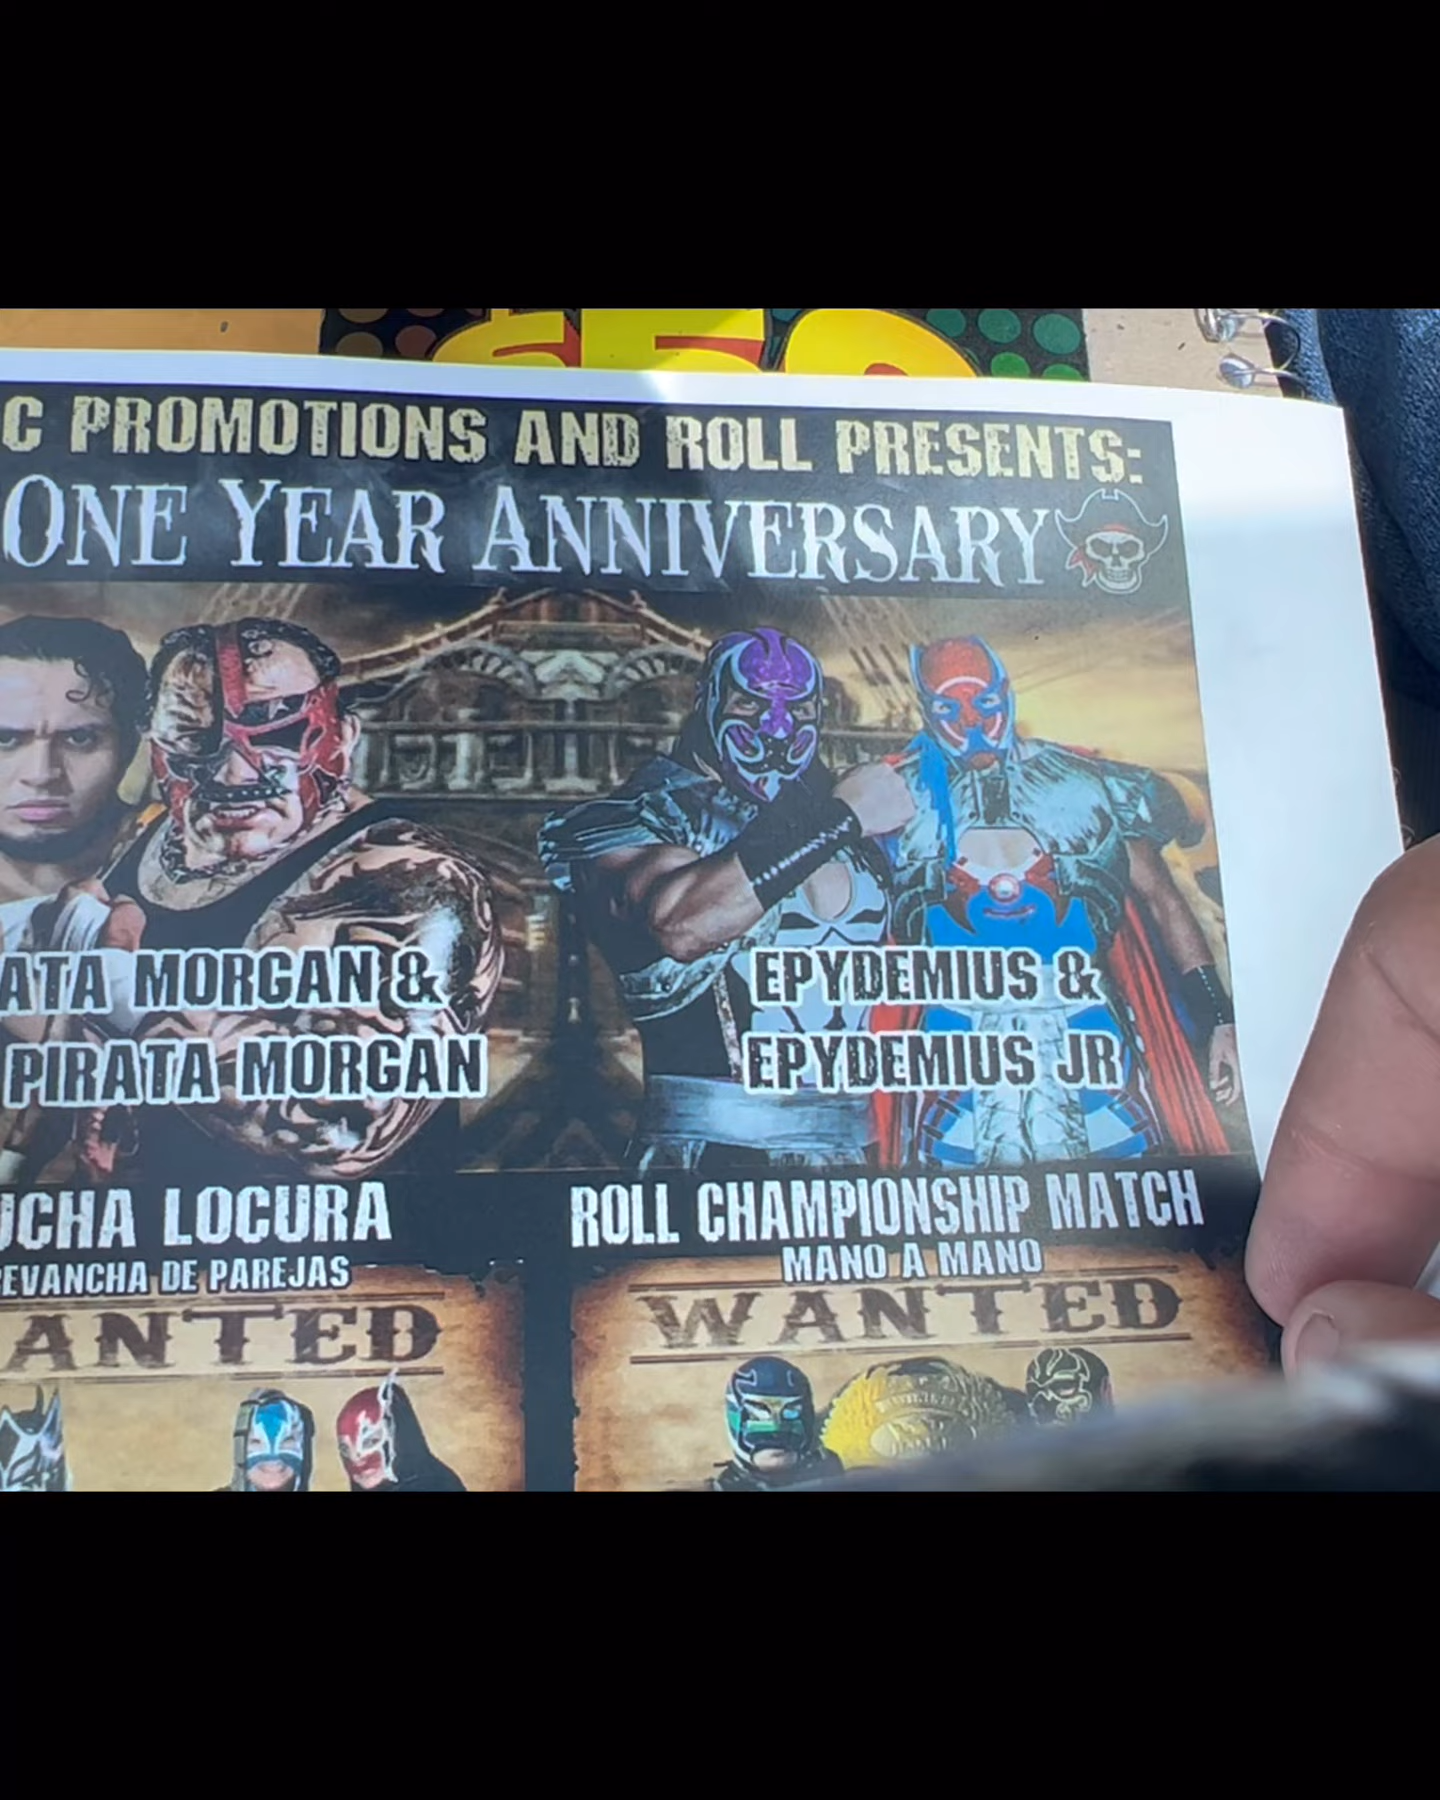 $50
C PROMOTIONS AND ROLL PRESENTS:
ONE YEAR ANNIVERSARY
ATA MORGAN &
PIRATA MORGAN
EPYDEMIUS &
EPYDEMIUS JR
UCHA LOCURA
EVANCHA DE PAREJAS
ANTED
ROLL CHAMPIONSHIP MATCH
MANO A MANO
WANTED